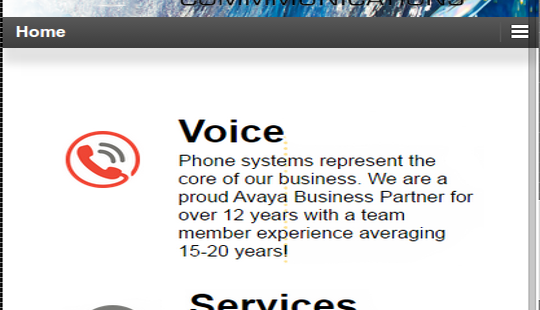 COMMMUNICATIONS
Home
Voice
Phone systems represent the
core of our business. We are a
proud Avaya Business Partner for
over 12 years with a team
member experience averaging
15-20 years!
Services